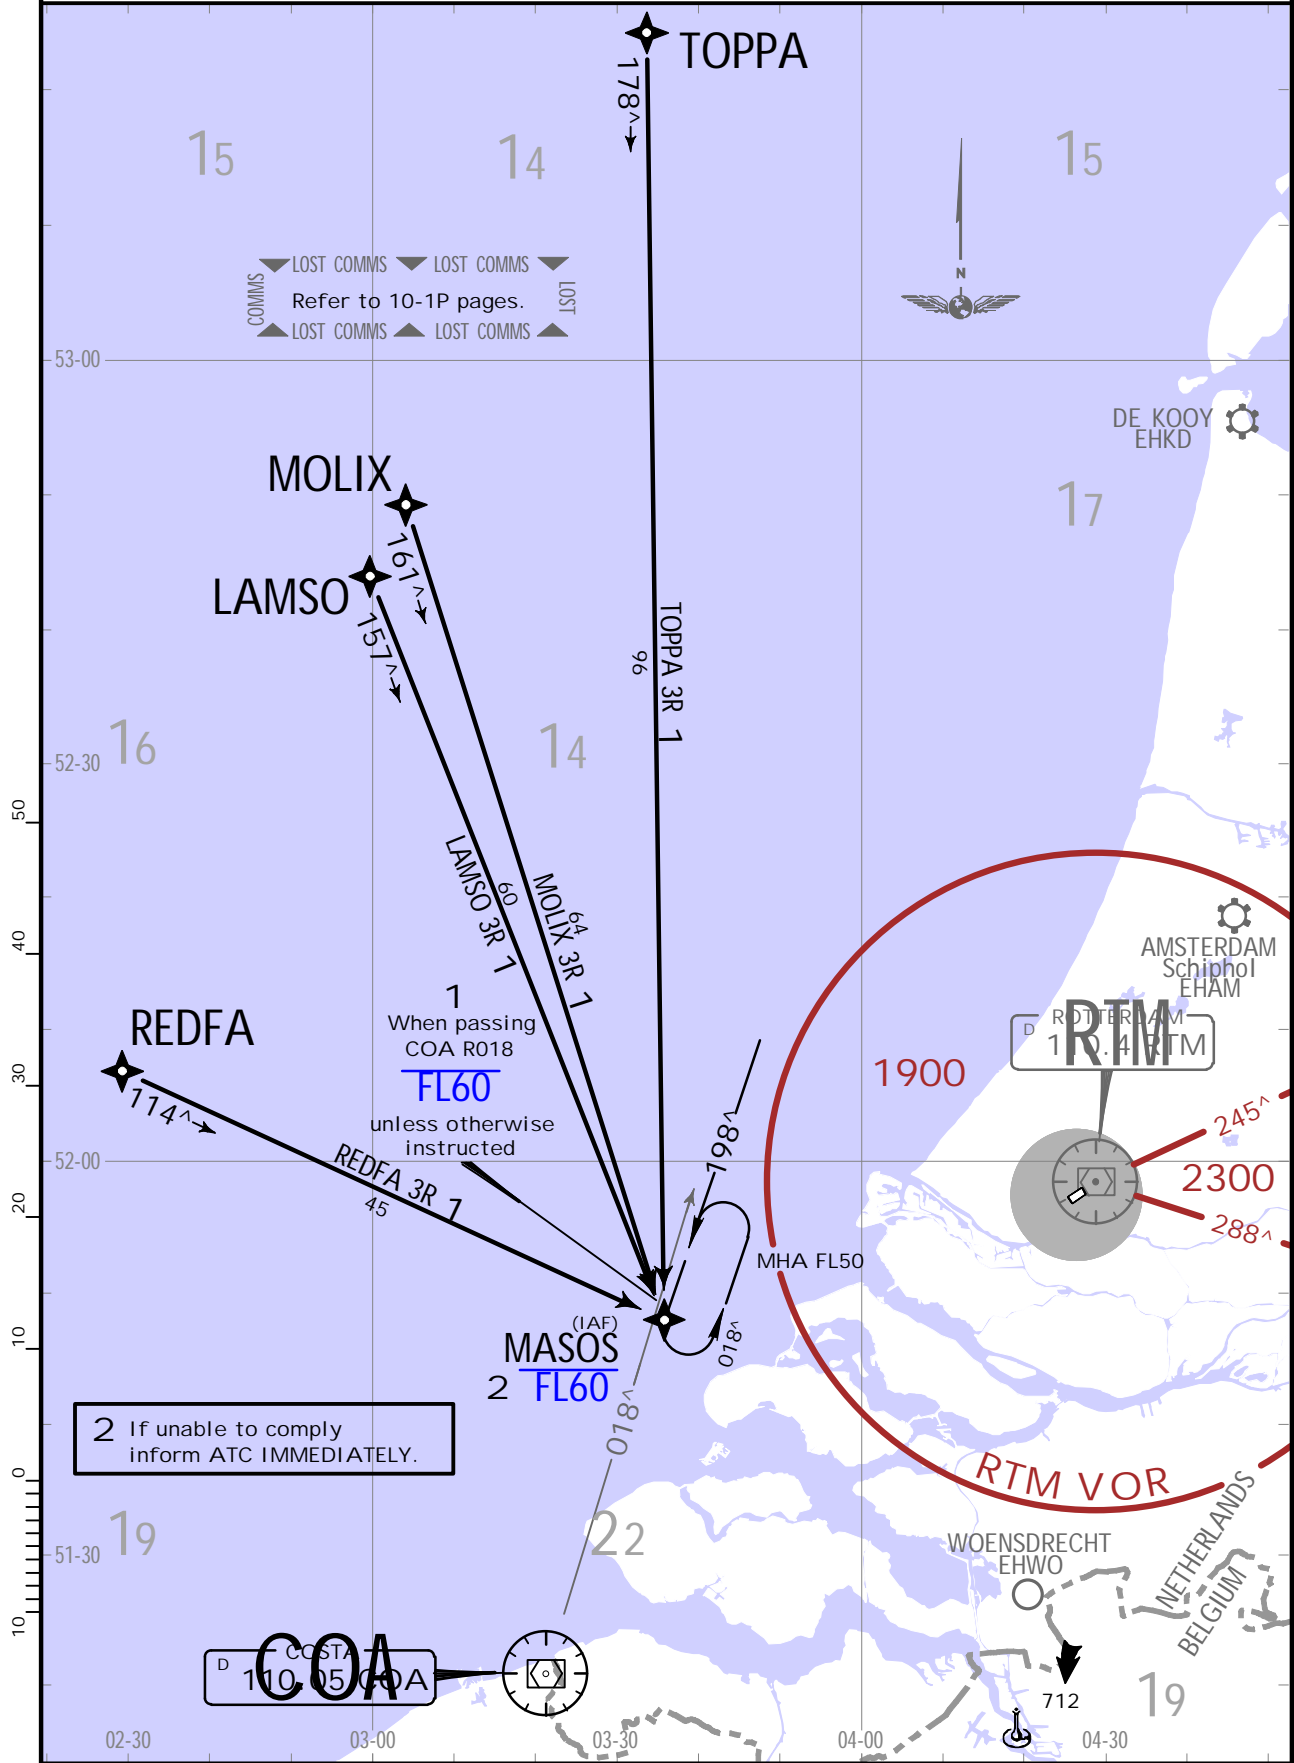 TOPPA
178^
15
14
15
LOST COMMS LOST COMMS
COMMS
Refer to 10-1P pages.
LOST
LOST COMMS LOST COMMS
N
53-00
DE KOOY
EHKD
MOLIX
161^
17
LAMSO
157^
TOPPA 3R 1
96
16
14
52-30
50
LAMSO 3R 1
60
MOLIX 3R 1
64
40
AMSTERDAM
Schiphol
EHAM
1
When passing
COA R018
FL60
unless otherwise
instructed
REDFA
114^
RTM
ROTTERDAM
D 110.4 RTM
1900
30
245^
198^
REDFA 3R 1
45
52-00
2300
20
288^
MHA FL50
(IAF)
MASOS
2 FL60
018^
10
018^
2 If unable to comply
inform ATC IMMEDIATELY.
0
RTM VOR
19
22
51-30
WOENSDRECHT
EHWO
NETHERLANDS
BELGIUM
10
COA
COSTA
D 110.05 COA
712
19
02-30
03-00
03-30
04-00
04-30